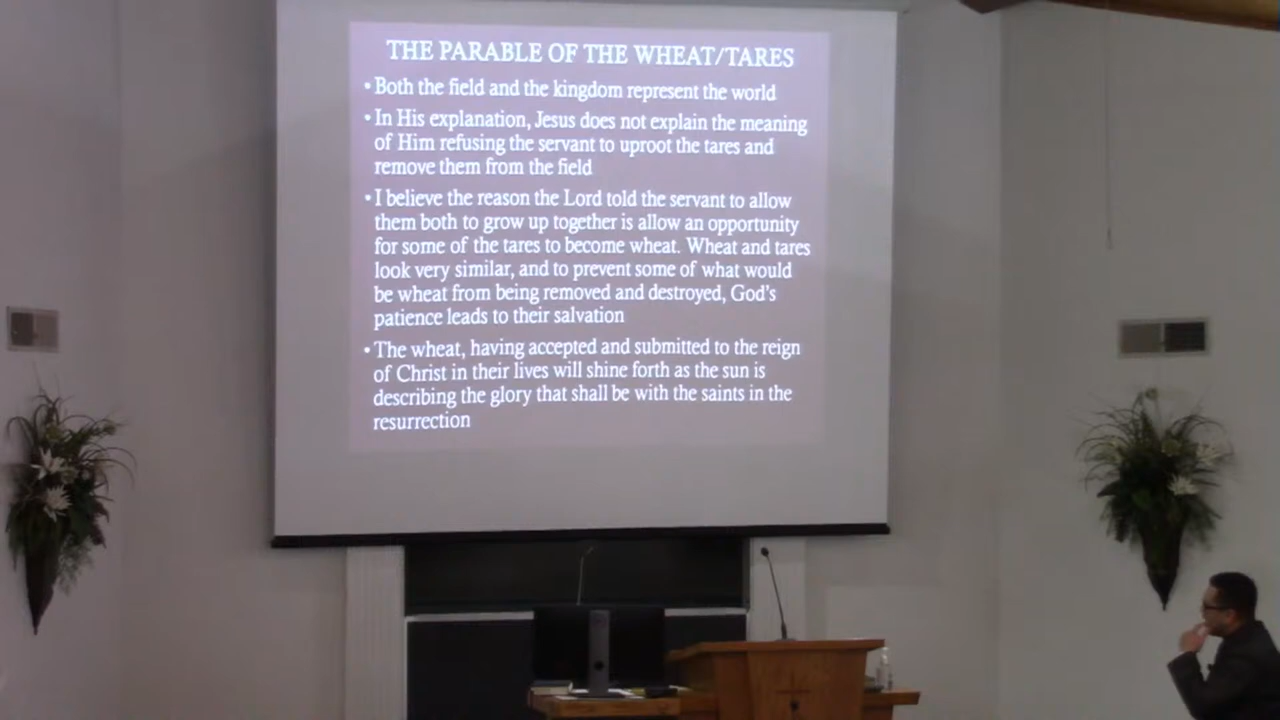 THE PARABLE OF THE WHEAT/TARES
• Both the field and the kingdom represent the world
• In His explanation, Jesus does not explain the meaning
of Him refusing the servant to uproot the tares and
remove them from the field
• I believe the reason the Lord told the servant to allow
them both to grow up together is allow an opportunity
for some of the tares to become wheat. Wheat and tares
look very similar, and to prevent some of what would
be wheat from being removed and destroyed, God's
patience leads to their salvation
• The wheat, having accepted and submitted to the reign
of Christ in their lives will shine forth as the sun is
describing the glory that shall be with the saints in the
resurrection